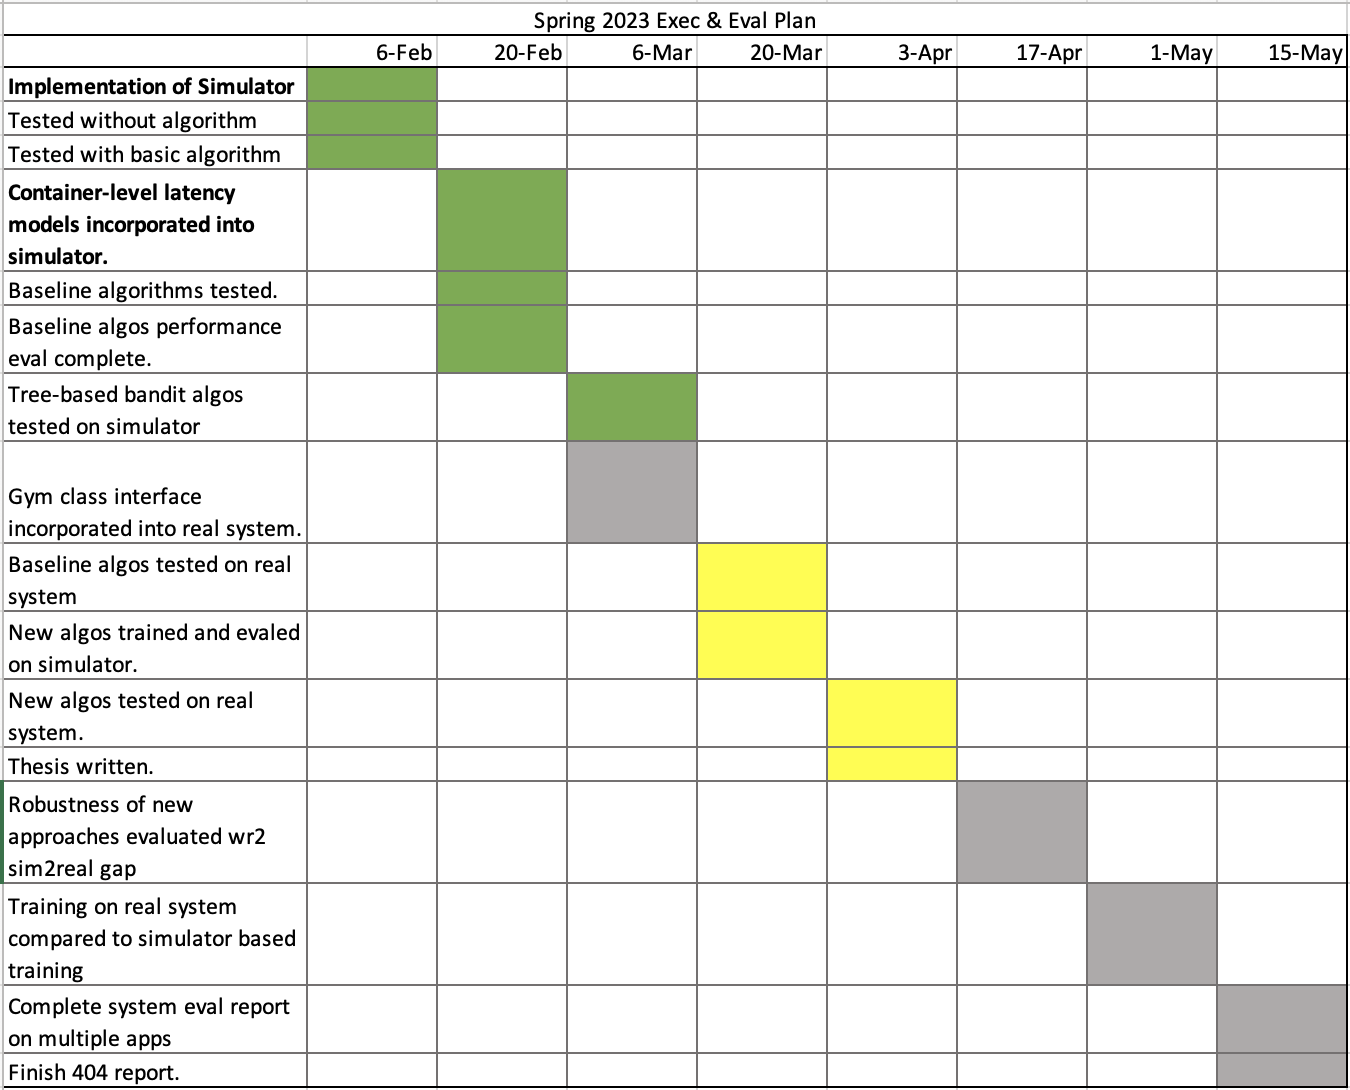 Spring 2023 Exec & Eval Plan
6-Feb 20-Feb 6-Mar 20-Mar 3-Apr 17-Apr 1-May 15-May
Implementation of Simulator
Tested without algorithm
Tested with basic algorithm
Container-level latency
models incorporated into
simulator.
Baseline algorithms tested.
Baseline algos performance
eval complete.
Tree-based bandit algos
tested on simulator
Gym class interface
incorporated into real system.
Baseline algos tested on real
system
New algos trained and evaled
on simulator.
New algos tested on real
system.
Thesis written.
Robustness of new
approaches evaluated wr2
sim2real gap
Training on real system
compared to simulator based
training
Complete system eval report
on multiple apps
Finish 404 report.